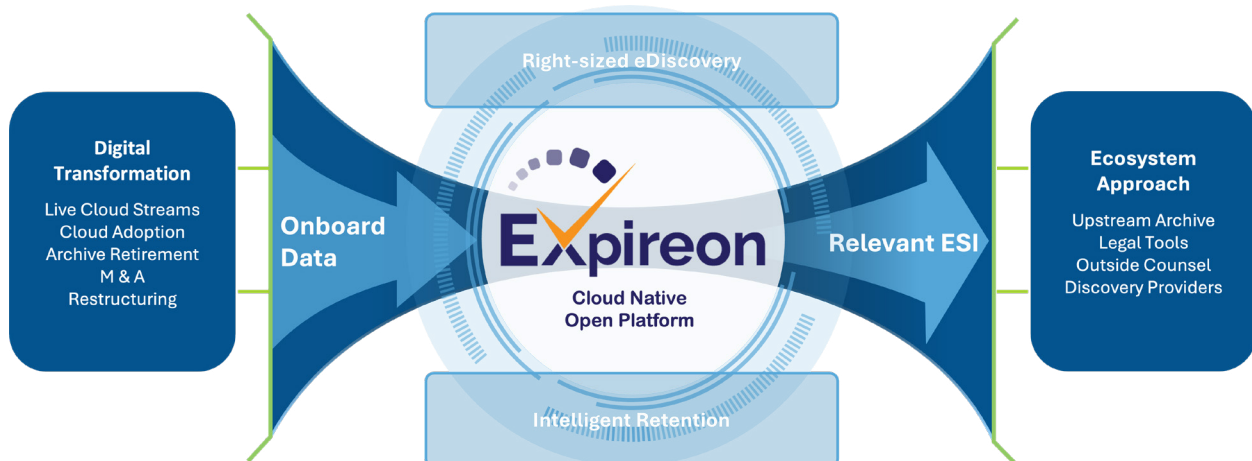 Right-sized eDiscovery
Digital
Transformation
Live Cloud Streams
Cloud Adoption
Archive Retirement
M & A
Restructuring
Onboard
Data
Expireon
Cloud Native
Open Platform
Relevant ESI
Ecosystem
Approach
Upstream Archive
Legal Tools
Outside Counsel
Discovery Providers
Intelligent Retention